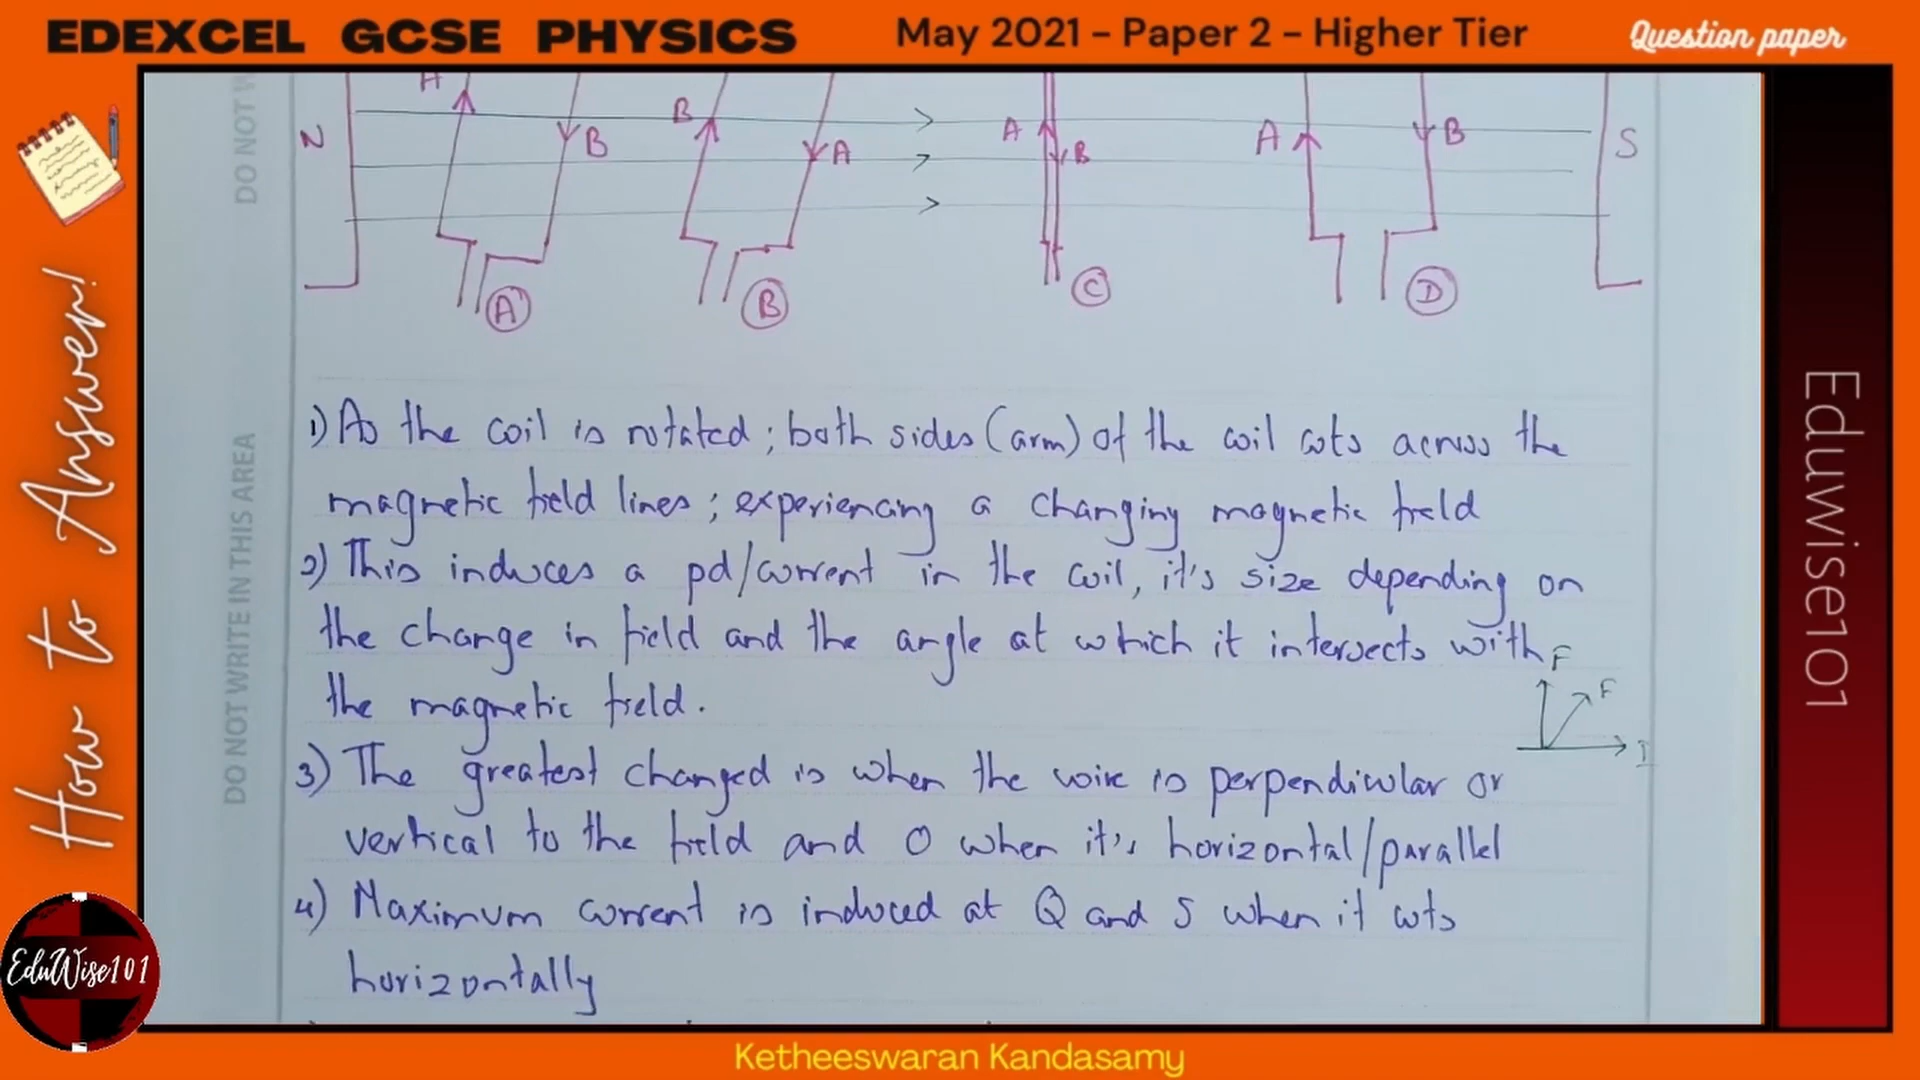 EDEXCEL GCSE PHYSICS
May 2021 - Paper 2 - Higher Tier
Question paper
How to Answer!
DO NOT W
DO NOT WRITE IN THIS AREA
N
A
B
B
A
A
B
A
B
S
A
B
C
D
1) As the coil is rotated; both sides (arm) of the coil cuts across the
magnetic field lines; experiencing a changing magnetic field
2) This induces a pd/current in the coil, it's size depending on
the change in field and the angle at which it intersects with
the magnetic field.
F
F
I
3) The greatest changed is when the wire is perpendicular or
vertical to the field and 0 when it's horizontal/parallel
4) Maximum current is induced at Q and S when it cuts
horizontally
Eduwise101
EduWise101
Ketheeswaran Kandasamy